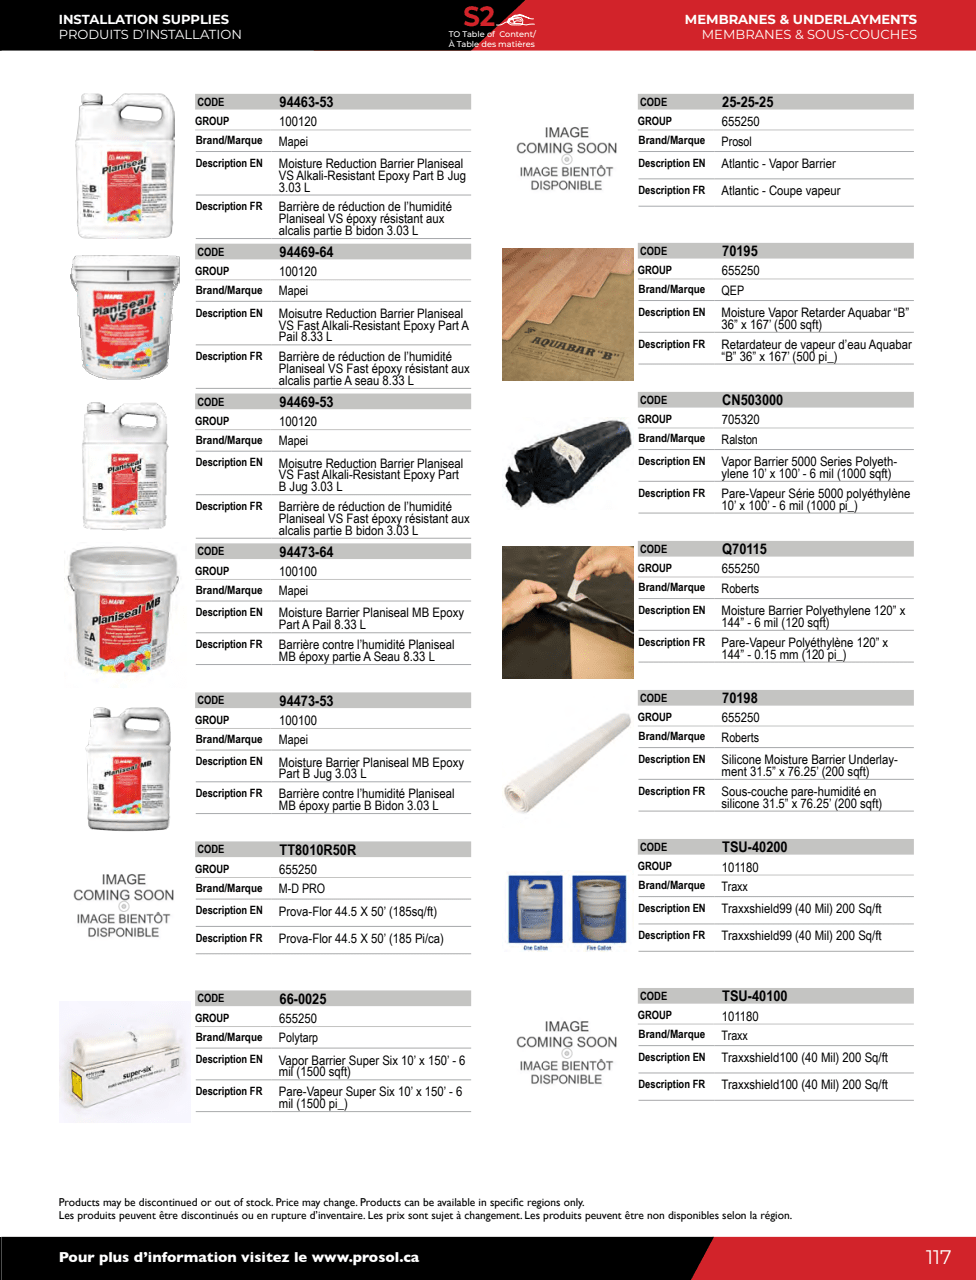 INSTALLATION SUPPLIES
PRODUITS D'INSTALLATION
S2
TO Table of Content/
À Table des matières
MEMBRANES & UNDERLAYMENTS
MEMBRANES & SOUS-COUCHES
CODE 94463-53
GROUP 100120
Brand/Marque Mapei
Description EN Moisture Reduction Barrier Planiseal
VS Alkali-Resistant Epoxy Part B Jug
3.03 L
Description FR Barrière de réduction de l'humidité
Planiseal VS époxy résistant aux
alcalis partie B bidon 3.03 L
MAPEI
Planiseal
VS
B
CODE 94469-64
GROUP 100120
Brand/Marque Mapei
Description EN Moisutre Reduction Barrier Planiseal
VS Fast Alkali-Resistant Epoxy Part A
Pail 8.33 L
Description FR Barrière de réduction de l'humidité
Planiseal VS Fast époxy résistant aux
alcalis partie A seau 8.33 L
MAPEI
Planiseal
VS Fast
A
CODE 94469-53
GROUP 100120
Brand/Marque Mapei
Description EN Moisutre Reduction Barrier Planiseal
VS Fast Alkali-Resistant Epoxy Part
B Jug 3.03 L
Description FR Barrière de réduction de l'humidité
Planiseal VS Fast époxy résistant aux
alcalis partie B bidon 3.03 L
Planiseal
VS
B
CODE 94473-64
GROUP 100100
Brand/Marque Mapei
Description EN Moisture Barrier Planiseal MB Epoxy
Part A Pail 8.33 L
Description FR Barrière contre l'humidité Planiseal
MB époxy partie A Seau 8.33 L
MAPEI
Planiseal MB
A
CODE 94473-53
GROUP 100100
Brand/Marque Mapei
Description EN Moisture Barrier Planiseal MB Epoxy
Part B Jug 3.03 L
Description FR Barrière contre l'humidité Planiseal
MB époxy partie B Bidon 3.03 L
Planiseal MB
B
IMAGE
COMING SOON
IMAGE BIENTÔT
DISPONIBLE
CODE TT8010R50R
GROUP 655250
Brand/Marque M-D PRO
Description EN Prova-Flor 44.5 X 50' (185sq/ft)
Description FR Prova-Flor 44.5 X 50' (185 Pi/ca)
CODE 66-0025
GROUP 655250
Brand/Marque Polytarp
Description EN Vapor Barrier Super Six 10' x 150' - 6
mil (1500 sqft)
Description FR Pare-Vapeur Super Six 10' x 150' - 6
mil (1500 pi_)
super-six
IMAGE
COMING SOON
IMAGE BIENTÔT
DISPONIBLE
CODE 25-25-25
GROUP 655250
Brand/Marque Prosol
Description EN Atlantic - Vapor Barrier
Description FR Atlantic - Coupe vapeur
CODE 70195
GROUP 655250
Brand/Marque QEP
Description EN Moisture Vapor Retarder Aquabar “B”
36” x 167' (500 sqft)
Description FR Retardateur de vapeur d'eau Aquabar
“B” 36” x 167' (500 pi_)
AQUABAR "B"
CODE CN503000
GROUP 705320
Brand/Marque Ralston
Description EN Vapor Barrier 5000 Series Polyeth-
ylene 10' x 100' - 6 mil (1000 sqft)
Description FR Pare-Vapeur Série 5000 polyéthylène
10' x 100' - 6 mil (1000 pi_)
CODE Q70115
GROUP 655250
Brand/Marque Roberts
Description EN Moisture Barrier Polyethylene 120” x
144” - 6 mil (120 sqft)
Description FR Pare-Vapeur Polyéthylène 120” x
144” - 0.15 mm (120 pi_)
CODE 70198
GROUP 655250
Brand/Marque Roberts
Description EN Silicone Moisture Barrier Underlay-
ment 31.5” x 76.25' (200 sqft)
Description FR Sous-couche pare-humidité en
silicone 31.5” x 76.25' (200 sqft)
CODE TSU-40200
GROUP 101180
Brand/Marque Traxx
Description EN Traxxshield99 (40 Mil) 200 Sq/ft
Description FR Traxxshield99 (40 Mil) 200 Sq/ft
One Gallon
Five Gallon
IMAGE
COMING SOON
IMAGE BIENTÔT
DISPONIBLE
CODE TSU-40100
GROUP 101180
Brand/Marque Traxx
Description EN Traxxshield100 (40 Mil) 200 Sq/ft
Description FR Traxxshield100 (40 Mil) 200 Sq/ft
Products may be discontinued or out of stock. Price may change. Products can be available in specific regions only.
Les produits peuvent être discontinués ou en rupture d'inventaire. Les prix sont sujet à changement. Les produits peuvent être non disponibles selon la région.
Pour plus d'information visitez le www.prosol.ca
117